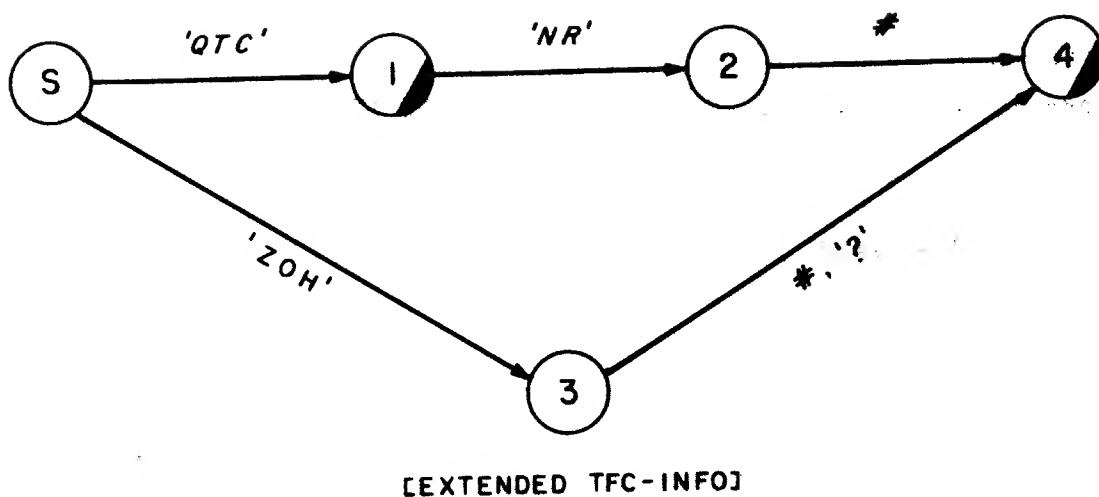 'QTC' 'NR' #
S 1 2 4
'ZOH' #, '?'
3
[EXTENDED TFC-INFO]